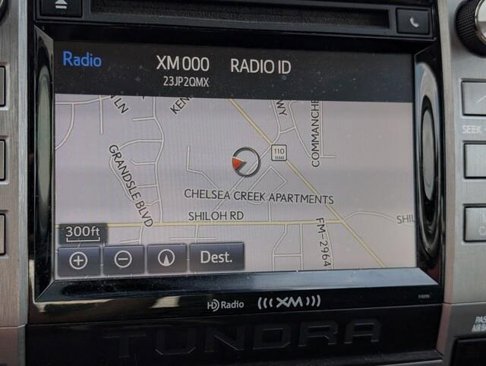 Radio
XM 000
RADIO ID
23JP2QMX
GRANDSLE BLVD
COMMANCHE
110
CHELSEA CREEK APARTMENTS
SHILOH RD
FM-2964
300ft
Dest.
HD Radio
(((XM)))
TUNDRA
SEEK